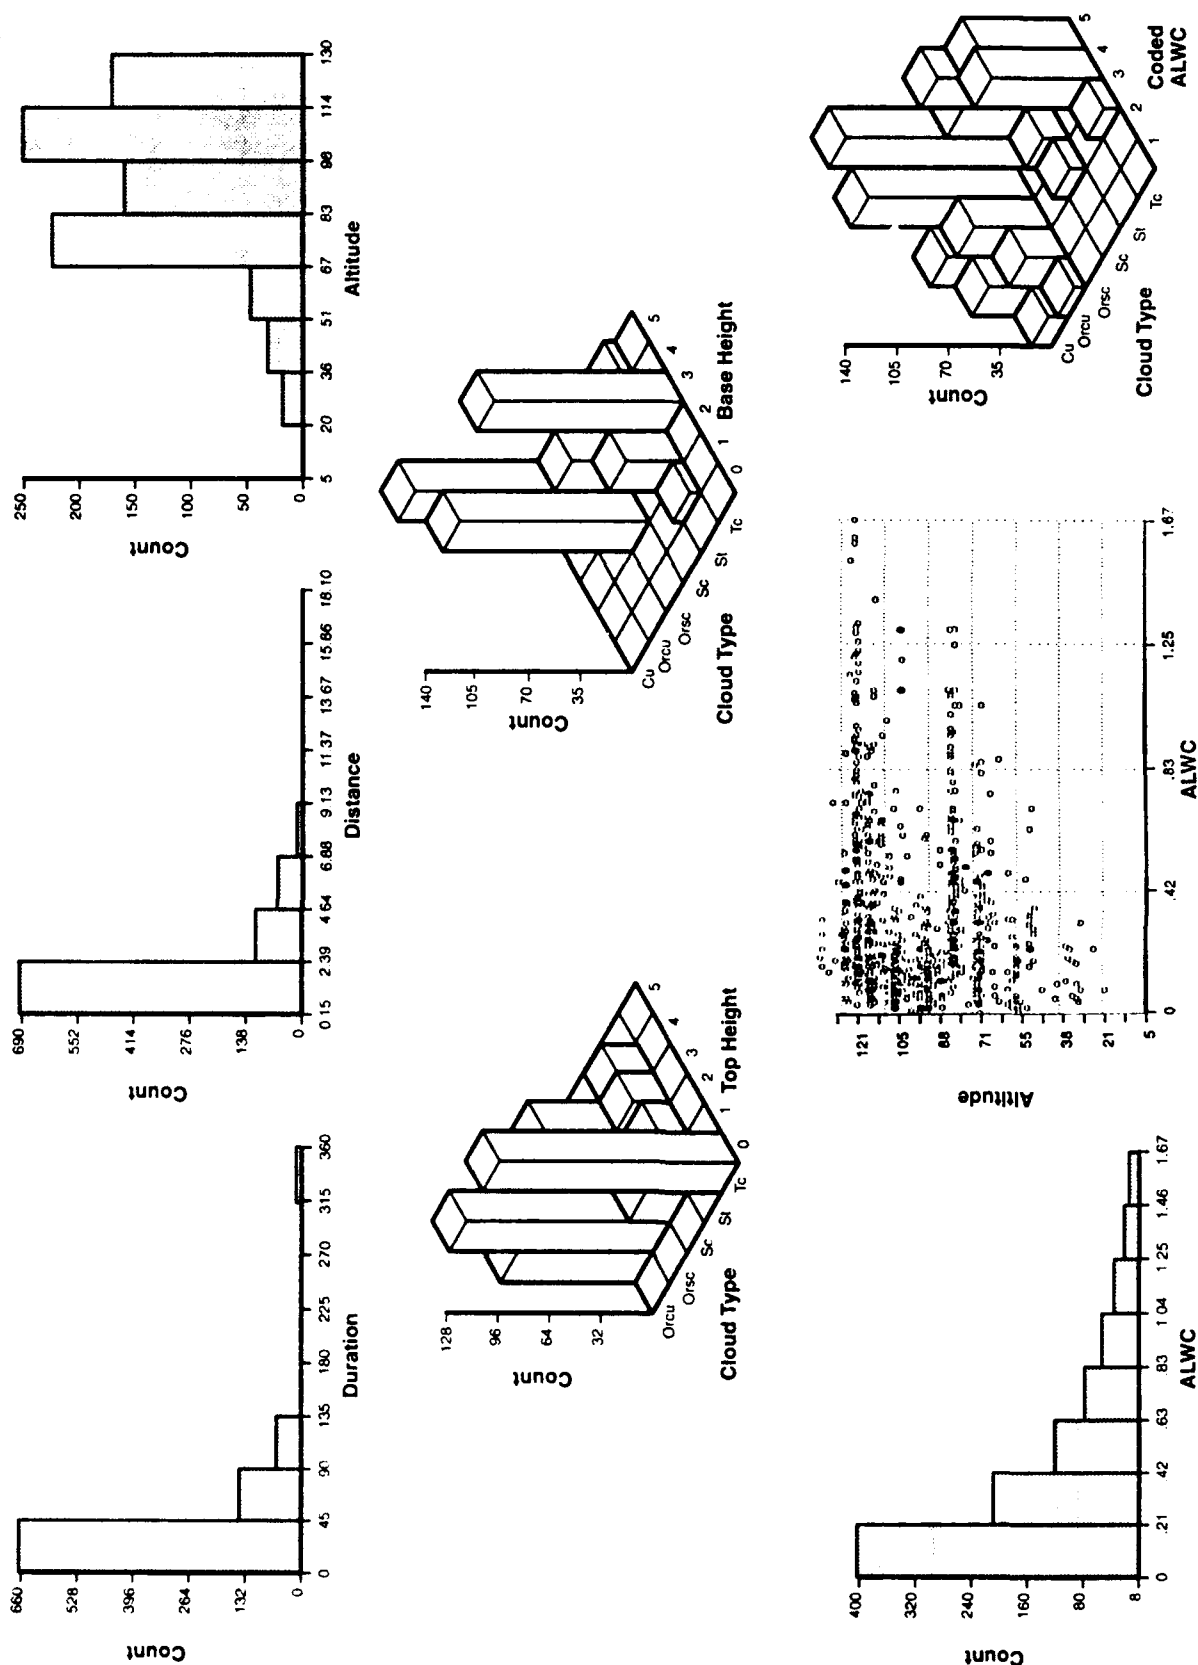 660
528
396
264
132
0
Count
0 45 90 135 180 225 270 315 360
Duration
690
552
414
276
138
0
Count
0 15 2.39 4.64 6.88 9.13 11 37 13 67 15.66 18.10
Distance
250
200
150
100
50
0
Count
5 20 36 51 67 83 98 114 130
Altitude
128
96
64
32
Count
Orcu
Orsc
Sc
St
Tc
Cloud Type
0
1
2
3
4
5
Top Height
140
105
70
35
Count
Cu
Orcu
Orsc
Sc
St
Tc
Cloud Type
0
1
2
3
4
5
Base Height
400
320
240
160
80
8
Count
0 .21 .42 .63 .83 1 04 1.25 1.46 1.67
ALWC
121
105
88
71
55
38
21
5
Altitude
0 .42 .83 1.25 1.67
ALWC
140
105
70
35
Count
Cu
Orcu
Orsc
Sc
St
Tc
Cloud Type
1
2
3
4
5
Coded
ALWC